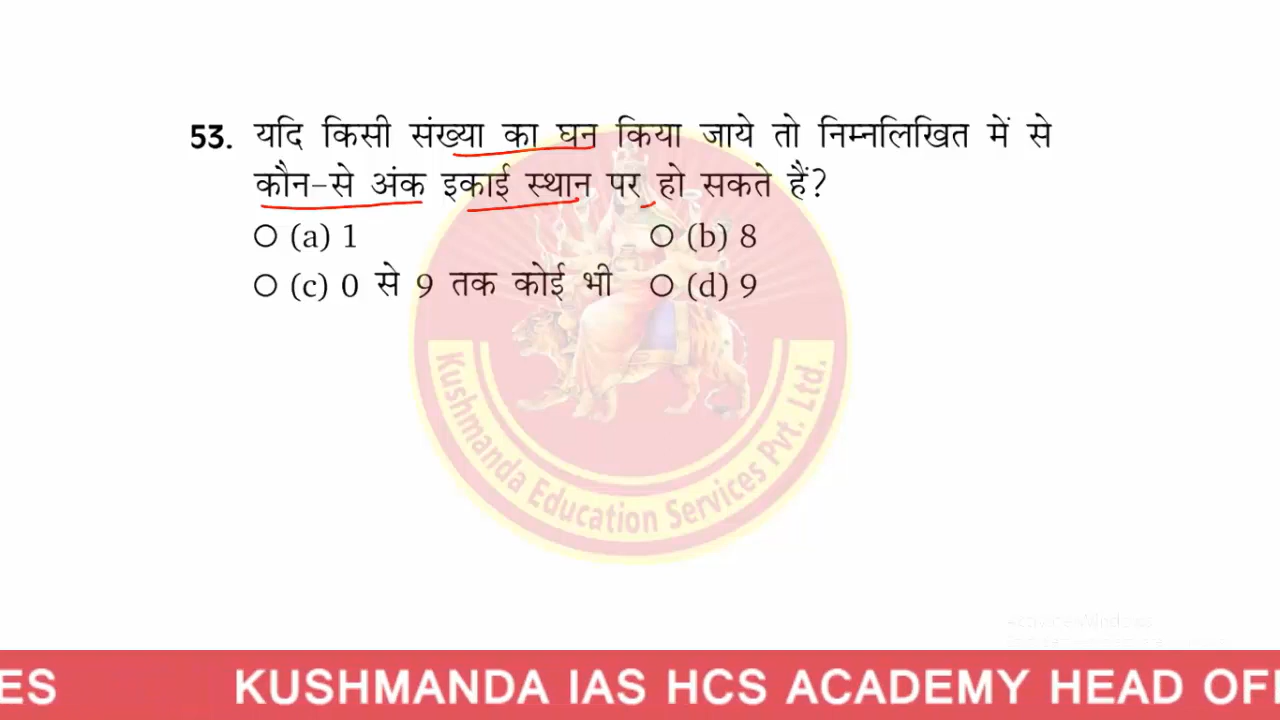 53. यदि किसी संख्या का घन किया जाये तो निम्नलिखित में से
कौन-से अंक इकाई स्थान पर हो सकते हैं?
(a) 1 (b) 8
(c) 0 से 9 तक कोई भी (d) 9
Kushmanda Education Services Pvt. Ltd.
ES KUSHMANDA IAS HCS ACADEMY HEAD OFF